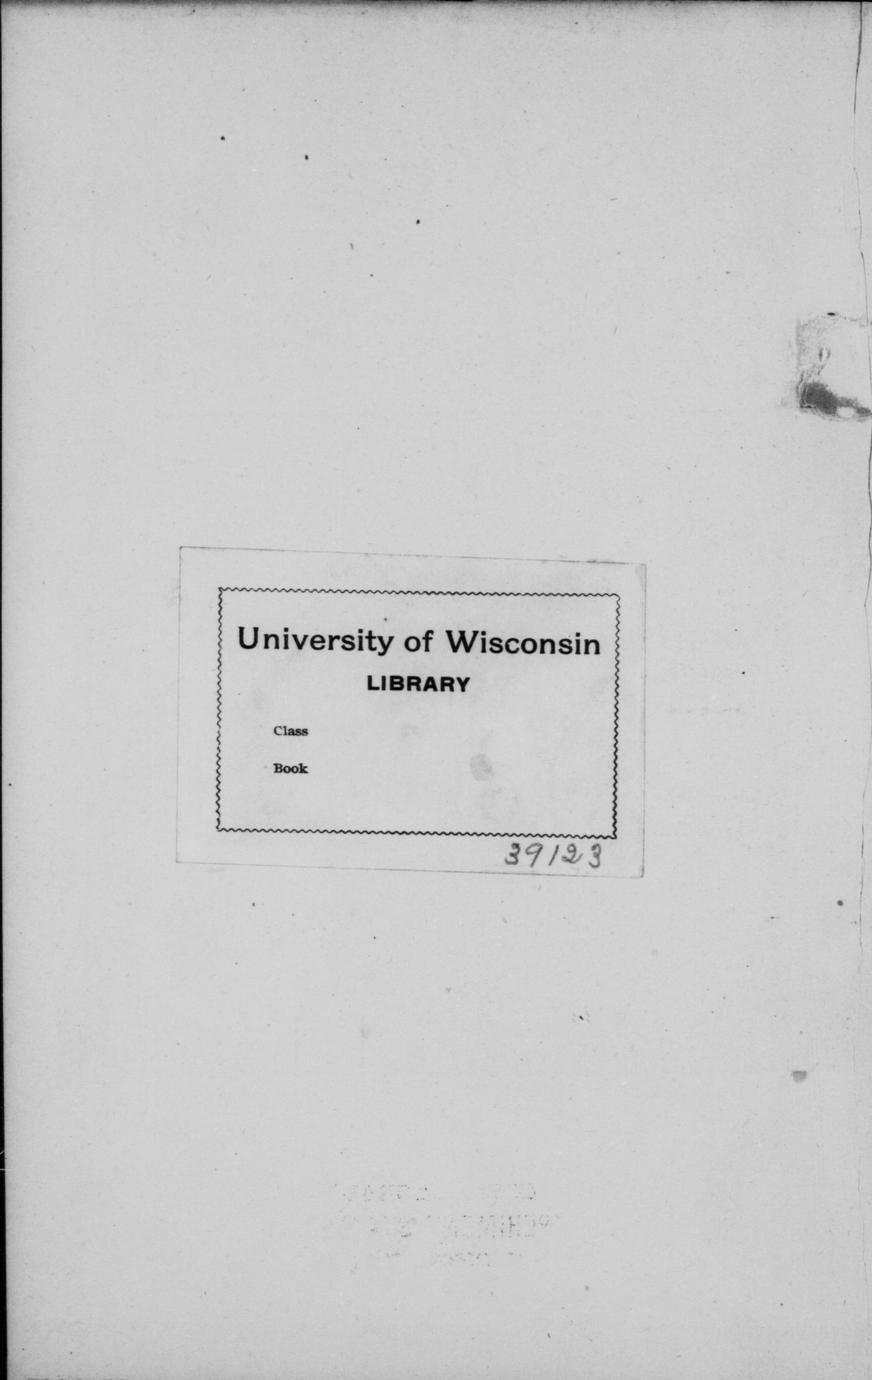 University of Wisconsin
LIBRARY
Class
Book
39123